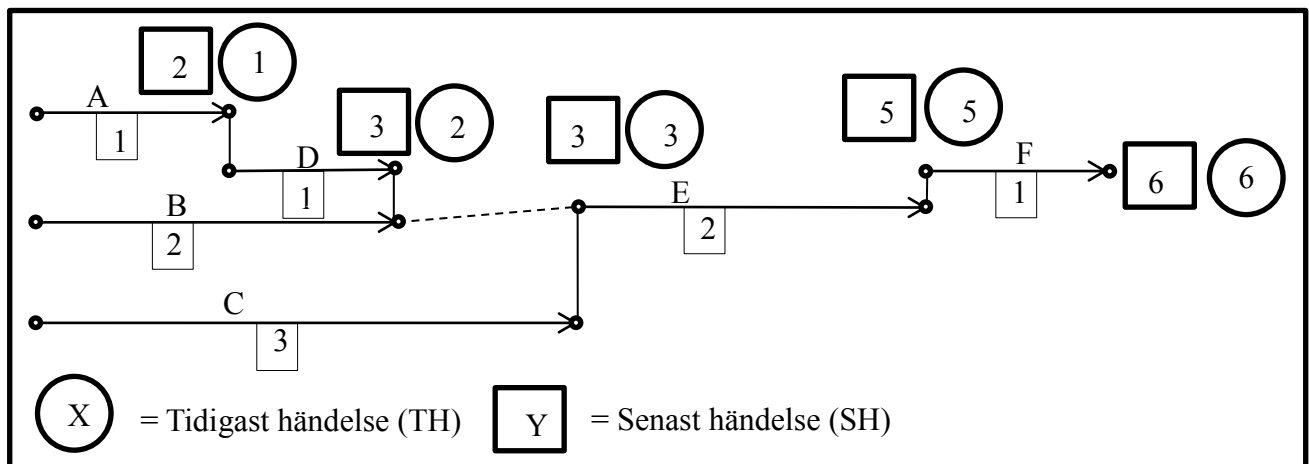 2 1
A
1
3 2
3 3
5 5
D
1
F
1
6 6
B
2
E
2
C
3
X = Tidigast händelse (TH) Y = Senast händelse (SH)